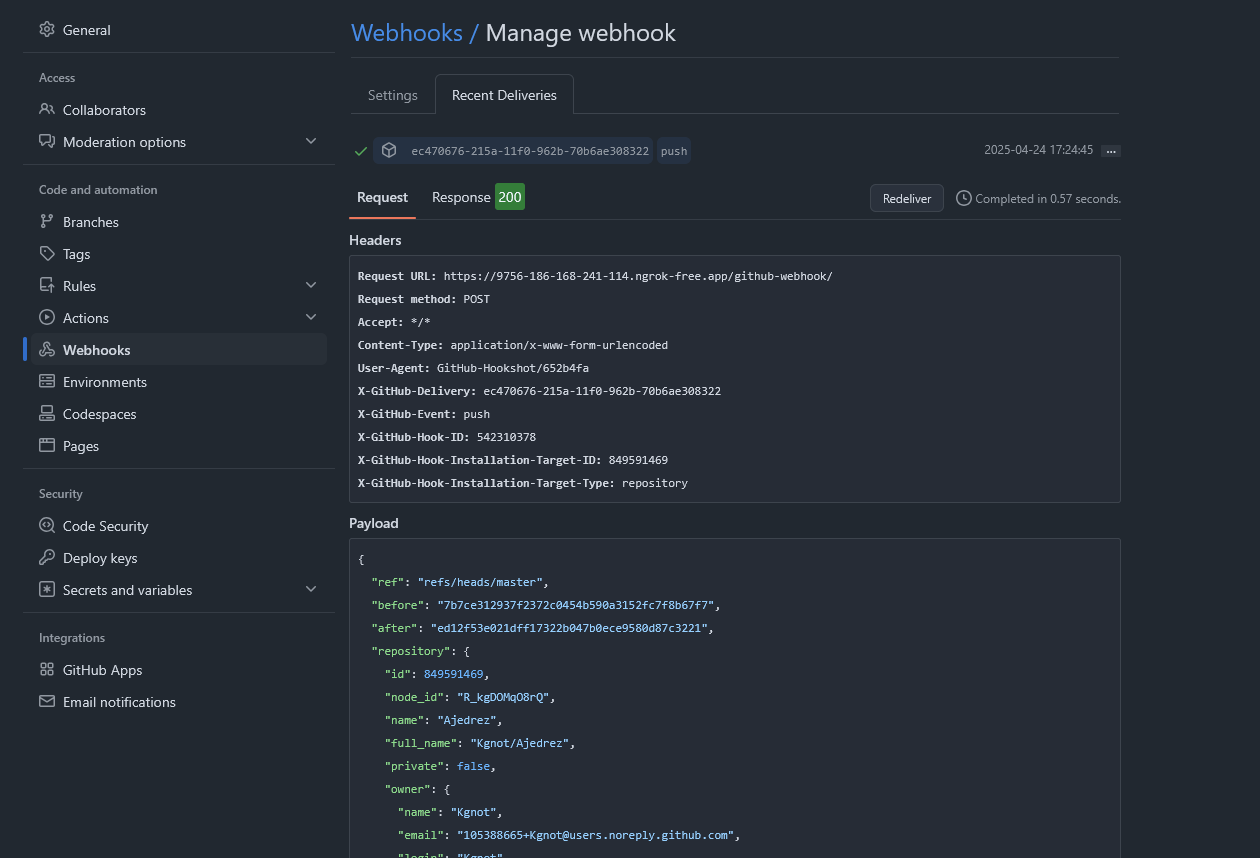 General
Access
Collaborators
Moderation options
Code and automation
Branches
Tags
Rules
Actions
Webhooks
Environments
Codespaces
Pages
Security
Code Security
Deploy keys
Secrets and variables
Integrations
GitHub Apps
Email notifications
Webhooks / Manage webhook
Settings Recent Deliveries
ec470676-215a-11f0-962b-70b6ae308322 push 2025-04-24 17:24:45 ...
Request Response 200 Redeliver Completed in 0.57 seconds.
Headers
Request URL: https://9756-186-168-241-114.ngrok-free.app/github-webhook/
Request method: POST
Accept: */*
Content-Type: application/x-www-form-urlencoded
User-Agent: GitHub-Hookshot/652b4fa
X-GitHub-Delivery: ec470676-215a-11f0-962b-70b6ae308322
X-GitHub-Event: push
X-GitHub-Hook-ID: 542310378
X-GitHub-Hook-Installation-Target-ID: 849591469
X-GitHub-Hook-Installation-Target-Type: repository
Payload
{
"ref": "refs/heads/master",
"before": "7b7ce312937f2372c0454b590a3152fc7f8b67f7",
"after": "ed12f53e021dff17322b047b0ece9580d87c3221",
"repository": {
"id": 849591469,
"node_id": "R_kgDOMqO8rQ",
"name": "Ajedrez",
"full_name": "Kgnot/Ajedrez",
"private": false,
"owner": {
"name": "Kgnot",
"email": "105388665+Kgnot@users.noreply.github.com",
"login": "Kgnot"